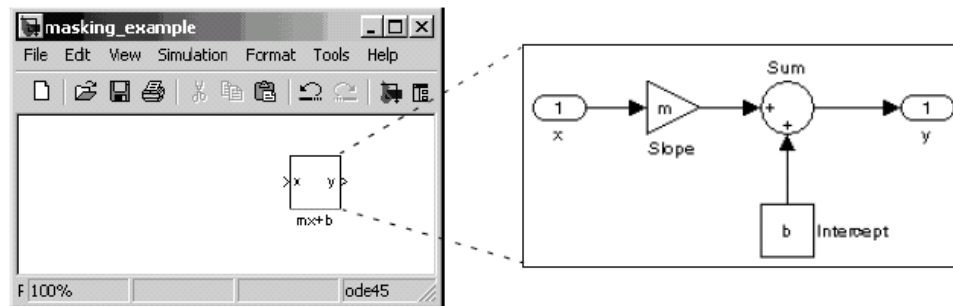 masking_example
File Edit View Simulation Format Tools Help
x y
mx+b
F 100% ode45
Sum
1 m + + 1
x Slope y
b Intercept